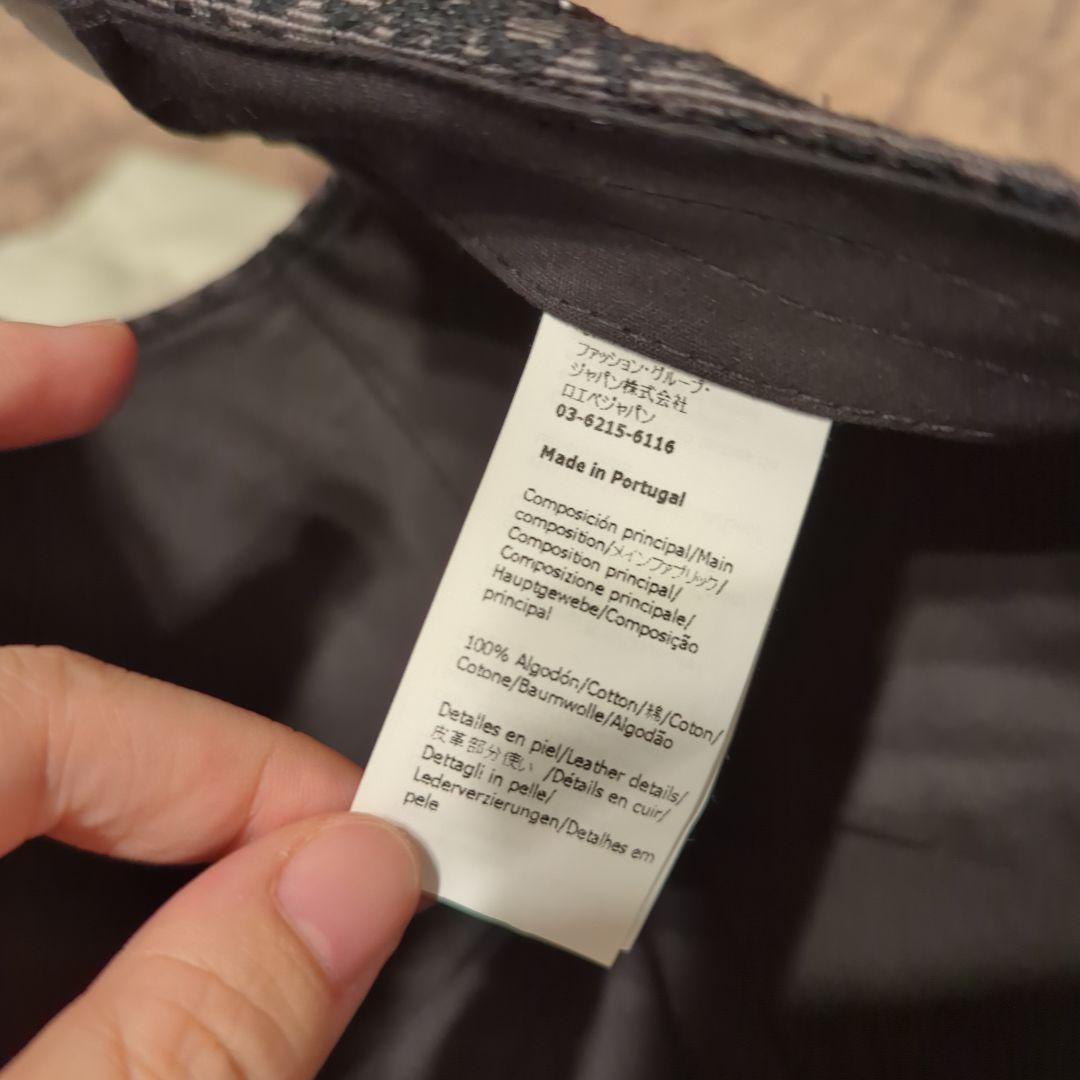 ファッション・グループ・
ジャパン株式会社
ロエベジャパン
03-6215-6116
Made in Portugal
Composición principal/Main
composition/メインファブリック/
Composition principal/
Composizione principale/
Hauptgewebe/Composição
principal
100% Algodón/Cotton/綿/Coton/
Cotone/Baumwolle/Algodão
Detalles en piel/Leather details/
皮革部分使い /Détails en cuir/
Dettagli in pelle/
Lederverzierungen/Detalhes em
pele